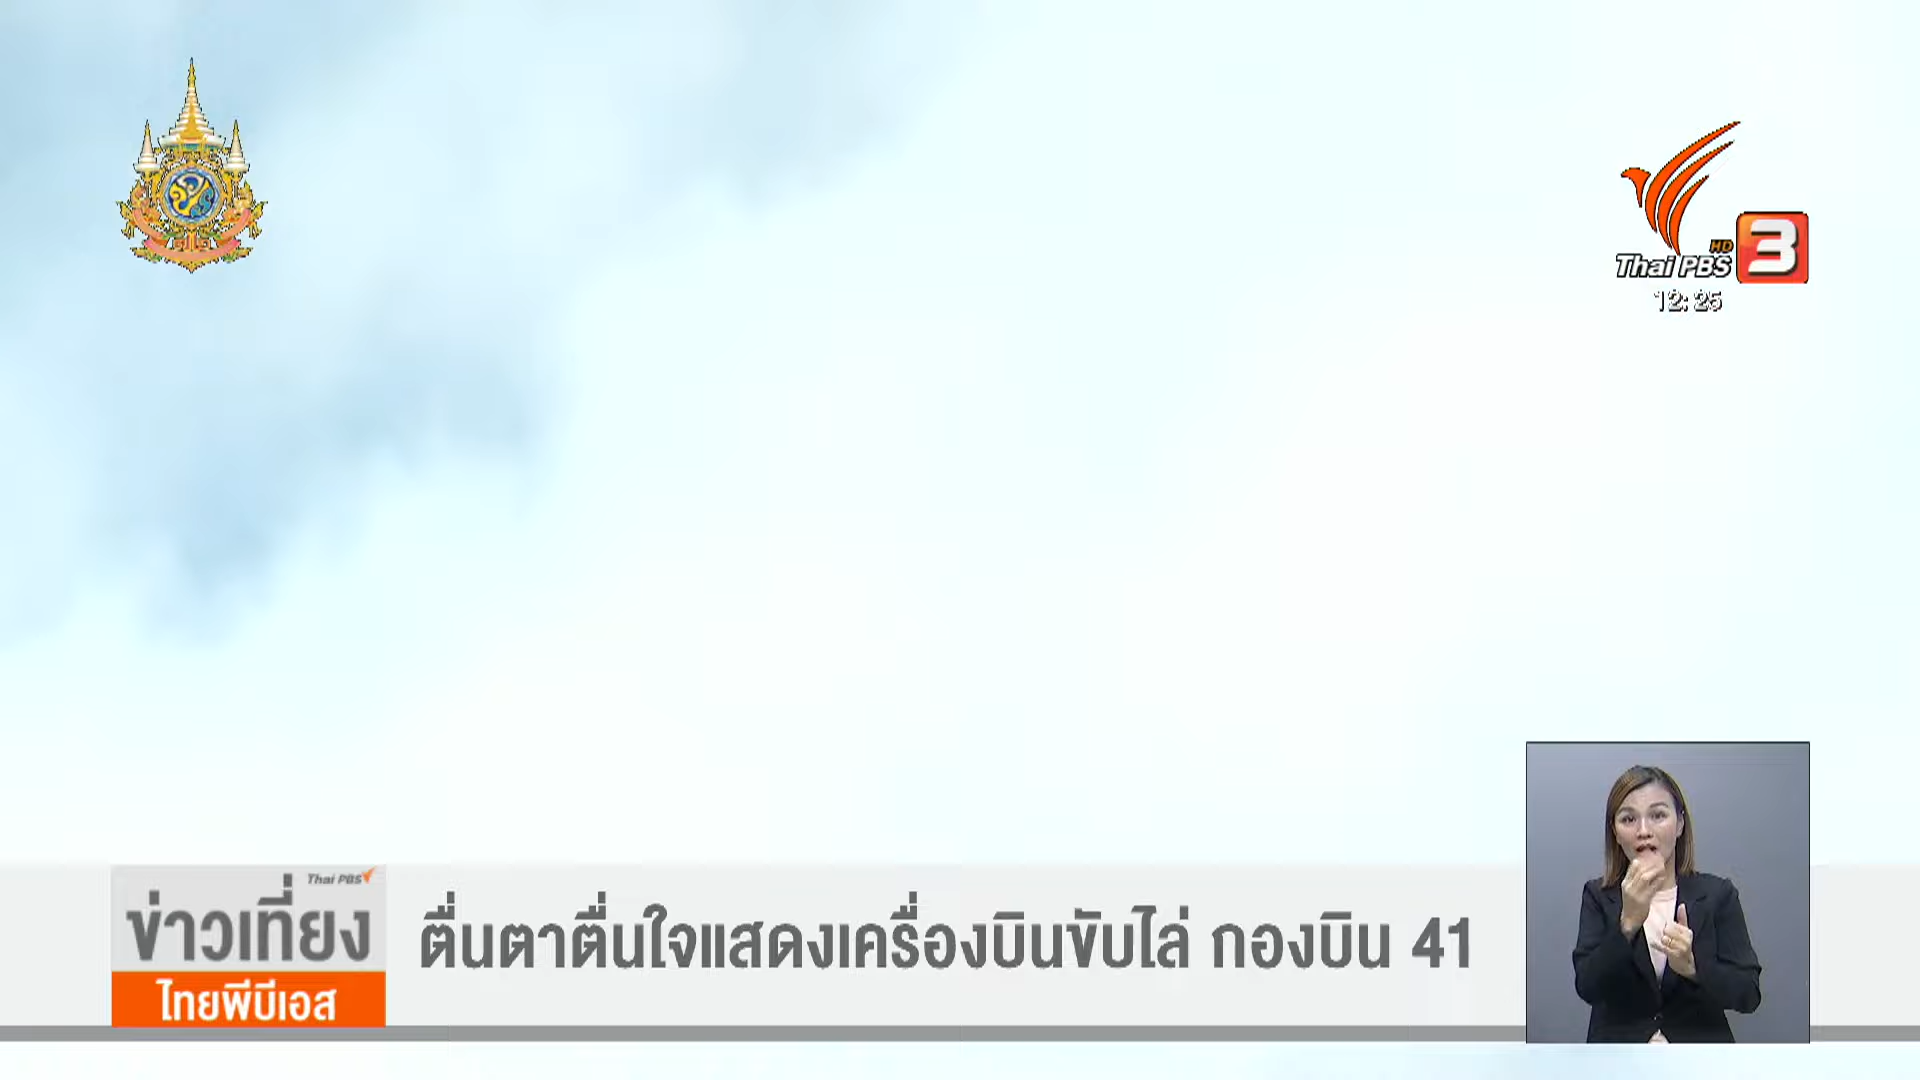 Thai PBS
HD
3
12:25
Thai PBS
ข่าวเที่ยง
ไทยพีบีเอส
ตื่นตาตื่นใจแสดงเครื่องบินขับไล่ กองบิน 41